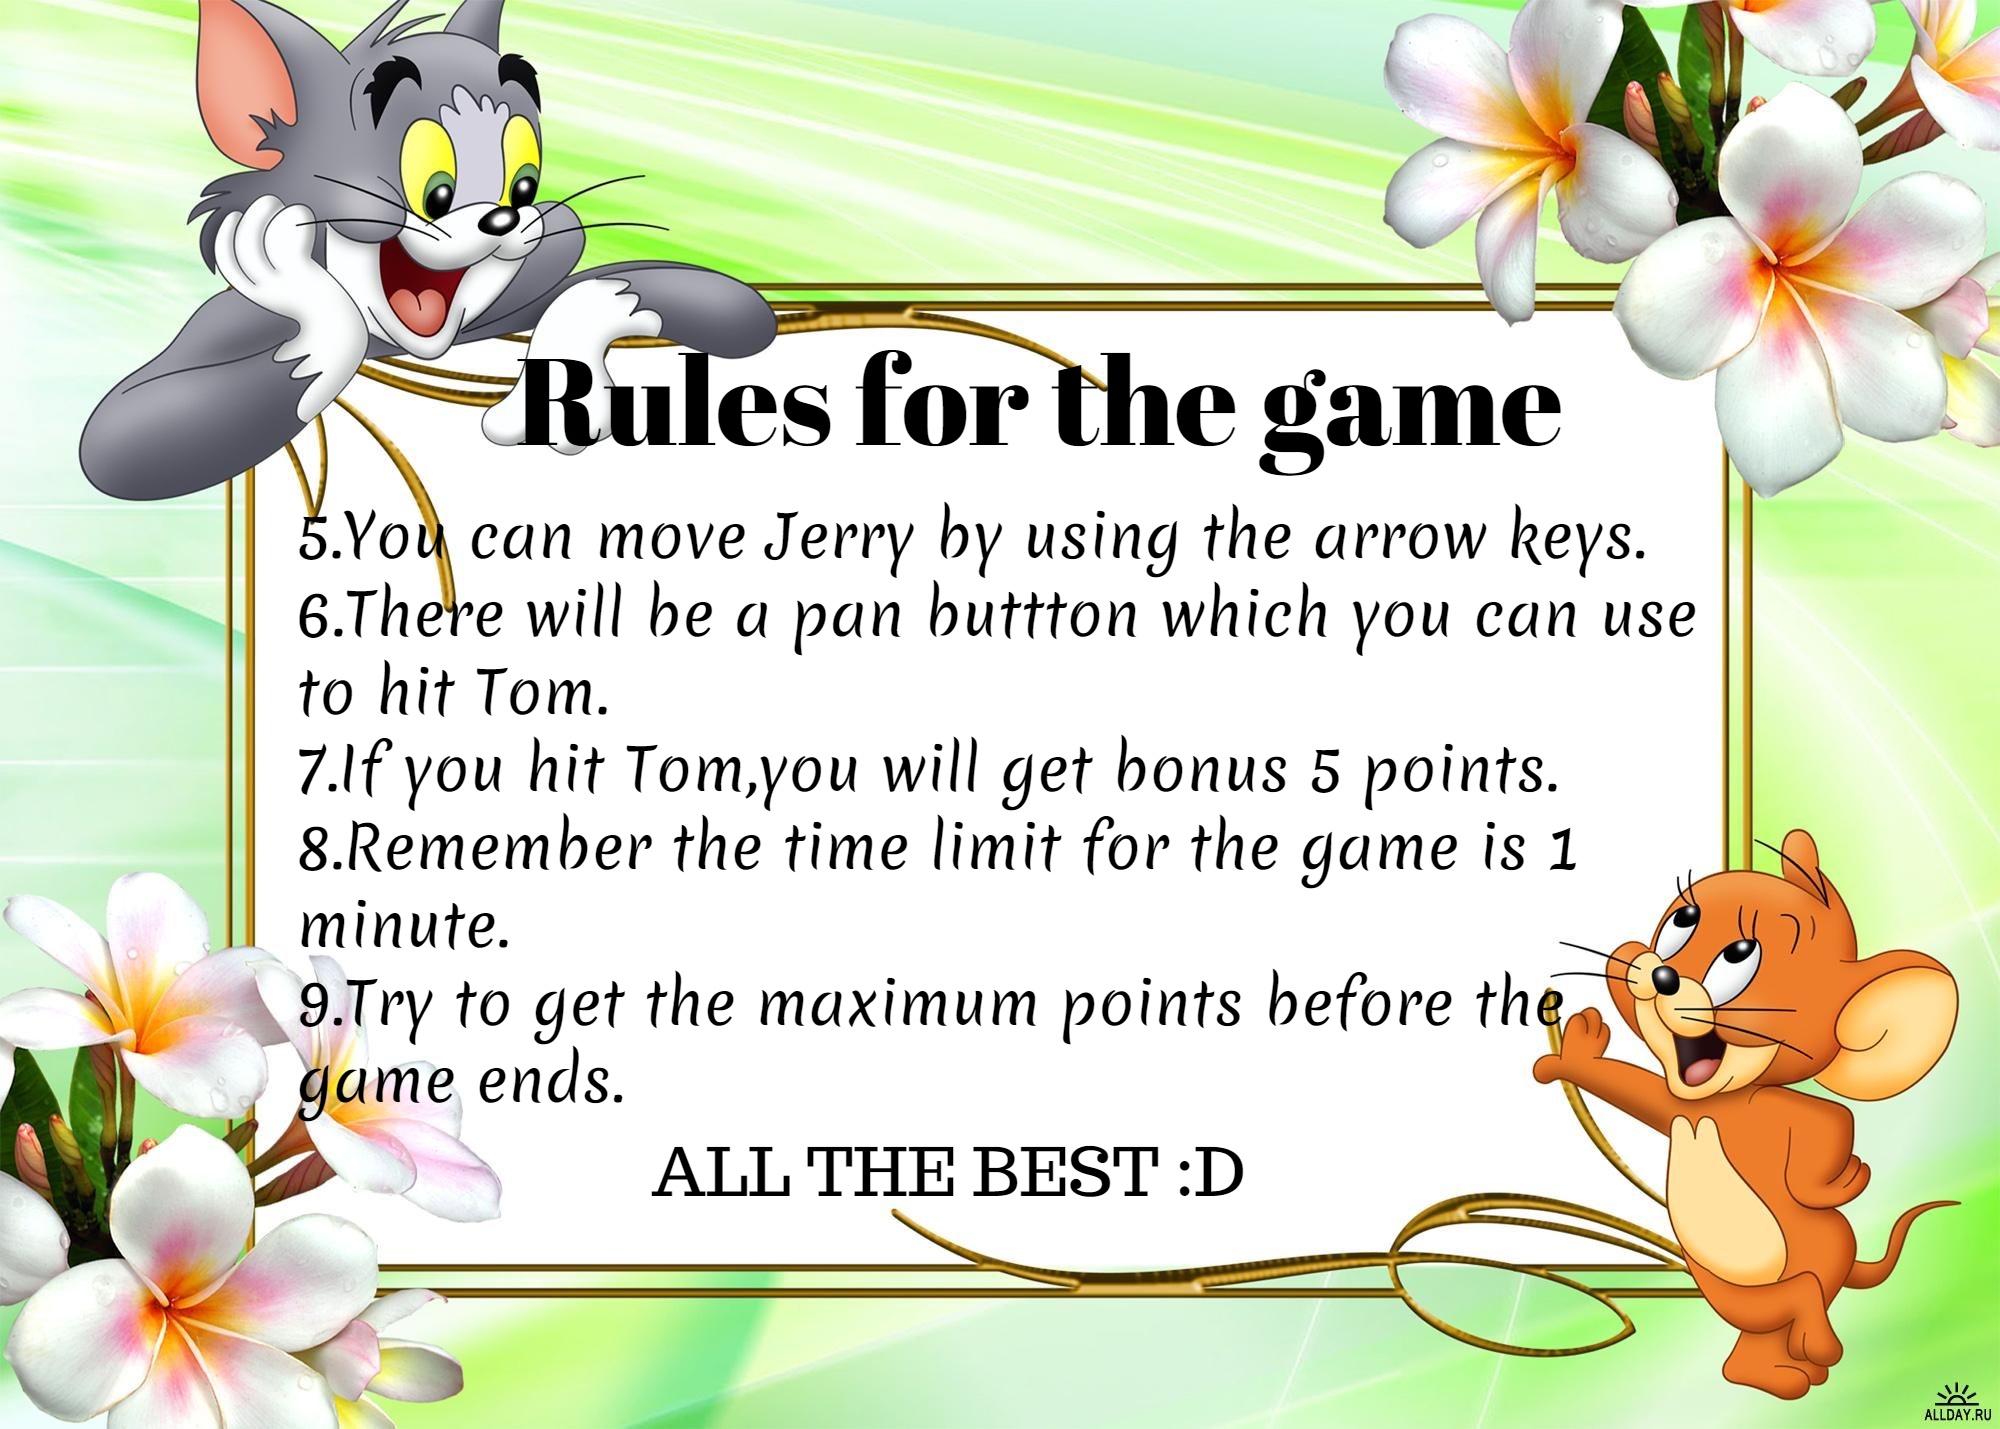 Rules for the game
5.You can move Jerry by using the arrow keys.
6.There will be a pan buttton which you can use
to hit Tom.
7.If you hit Tom,you will get bonus 5 points.
8.Remember the time limit for the game is 1
minute.
9.Try to get the maximum points before the
game ends.
ALL THE BEST :D
ALLDAY.RU